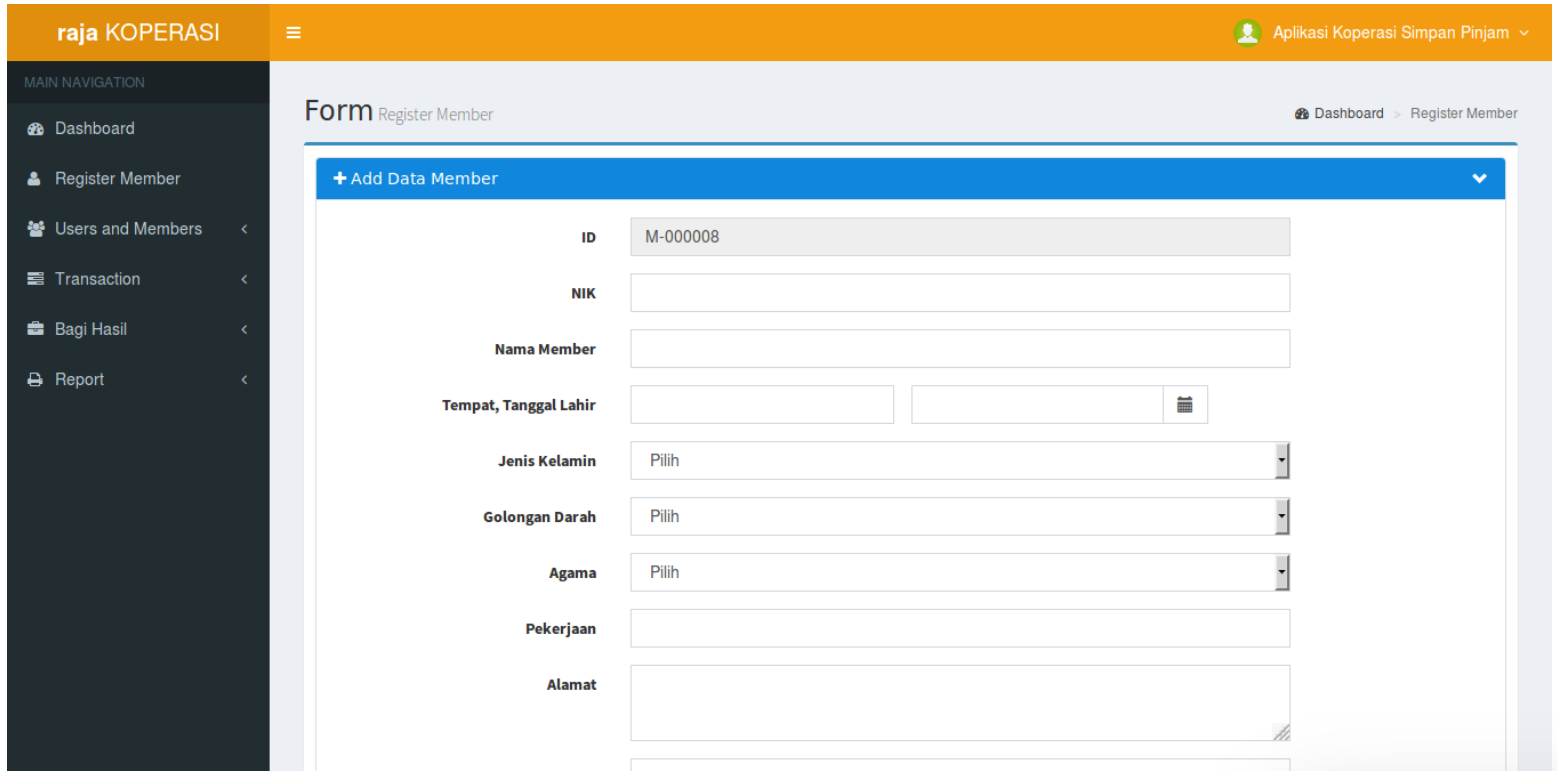 raja KOPERASI
Aplikasi Koperasi Simpan Pinjam
MAIN NAVIGATION
Dashboard
Register Member
Users and Members
Transaction
Bagi Hasil
Report
Form Register Member
Dashboard > Register Member
Add Data Member
ID M-000008
NIK
Nama Member
Tempat, Tanggal Lahir
Jenis Kelamin Pilih
Golongan Darah Pilih
Agama Pilih
Pekerjaan
Alamat